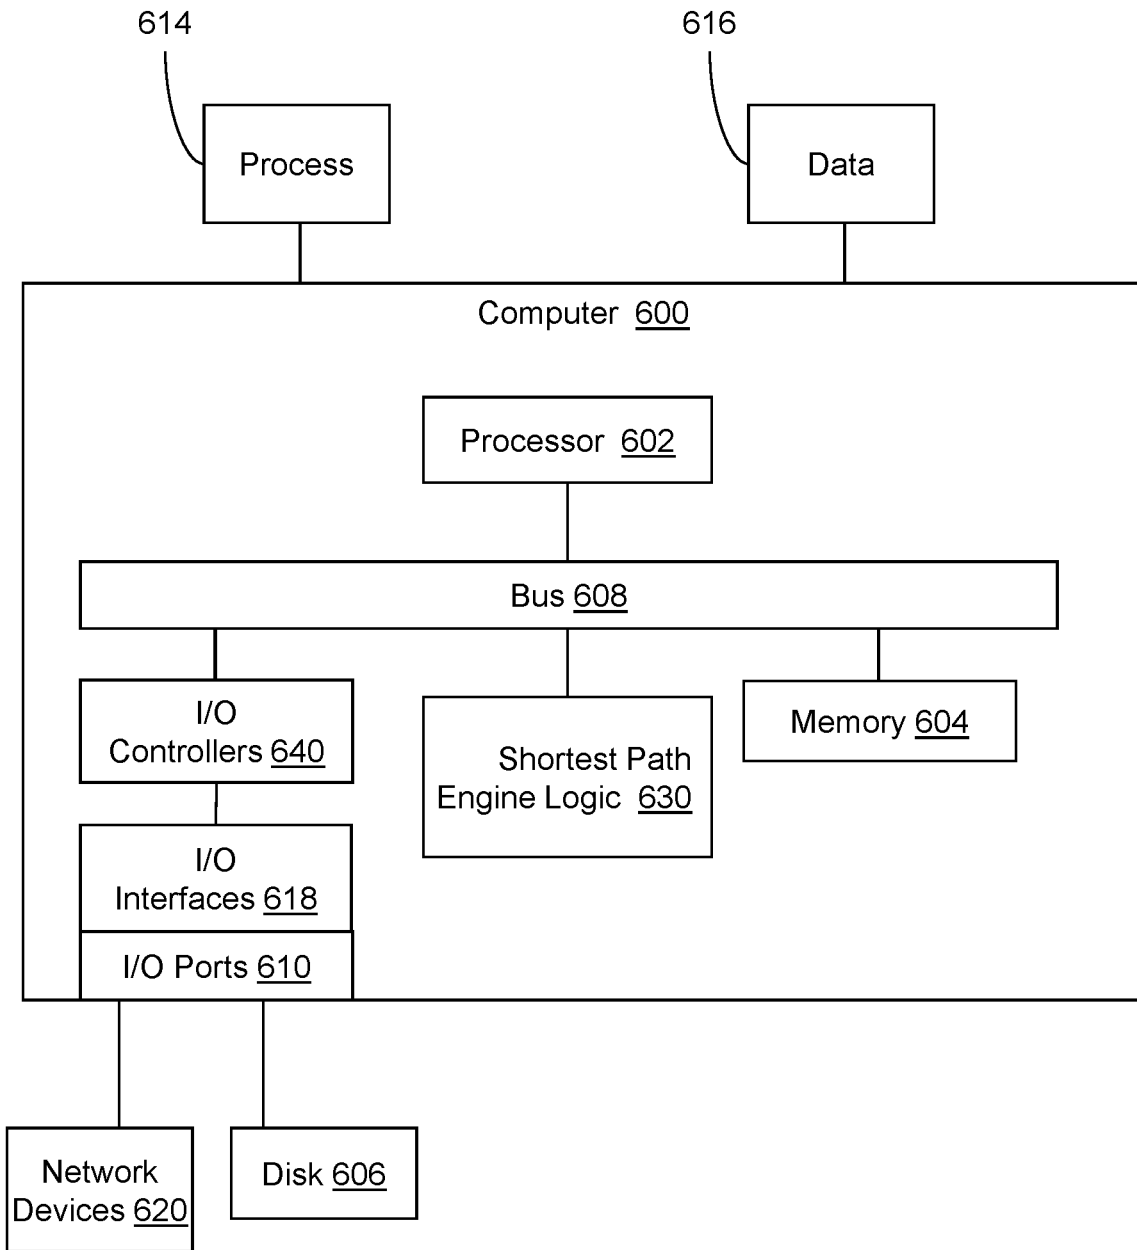 614
616
Process
Data
Computer 600
Processor 602
Bus 608
I/O
Controllers 640
Shortest Path
Engine Logic 630
Memory 604
I/O
Interfaces 618
I/O Ports 610
Network
Devices 620
Disk 606